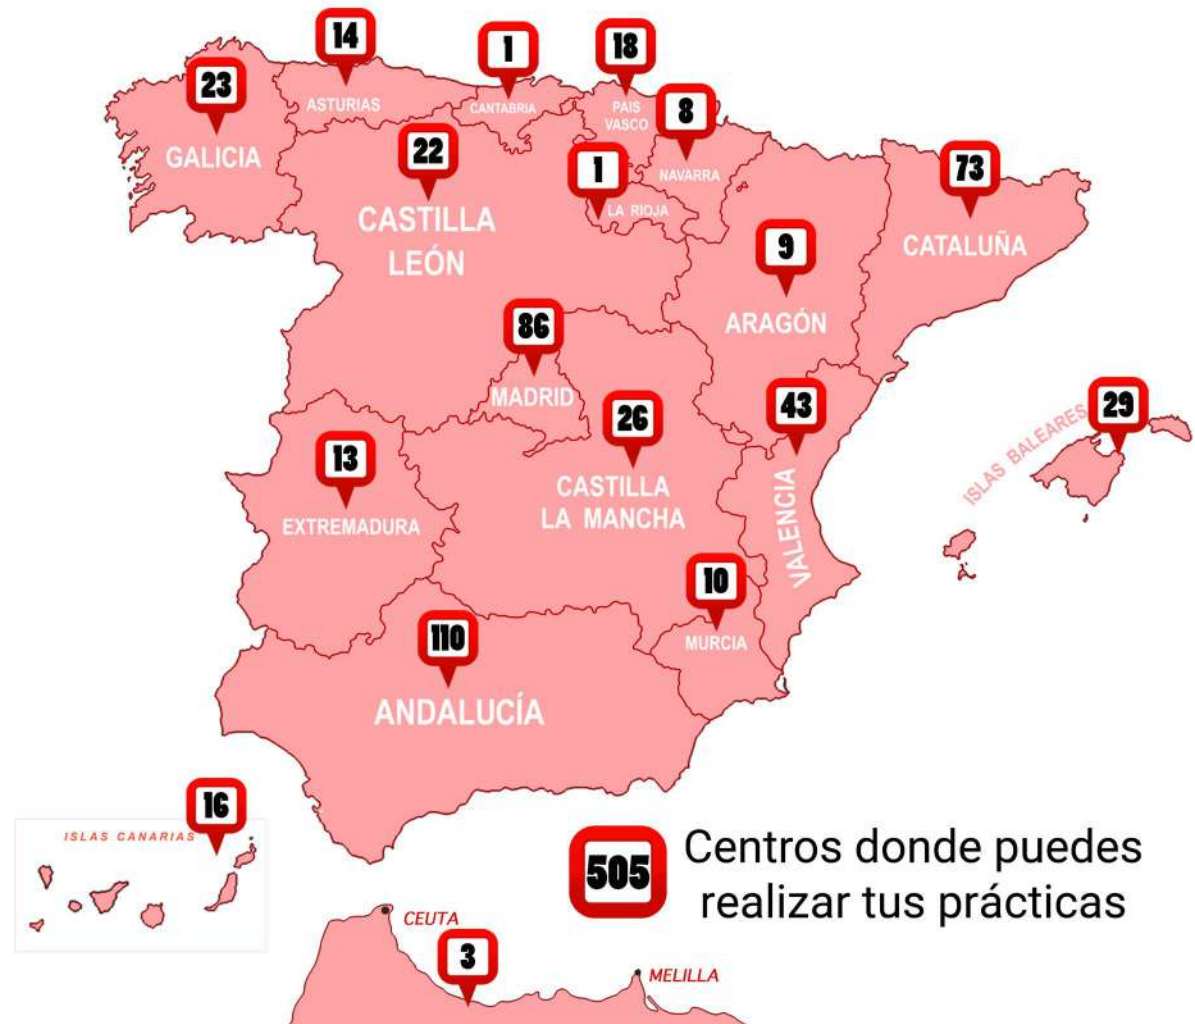 14
1
18
23
ASTURIAS
CANTABRIA
PAIS
VASCO
8
GALICIA
22
1
NAVARRA
73
CASTILLA
LEÓN
LA RIOJA
9
CATALUÑA
ARAGÓN
86
MADRID
26
43
29
ISLAS BALEARES
13
EXTREMADURA
CASTILLA
LA MANCHA
VALENCIA
10
MURCIA
110
ANDALUCÍA
16
ISLAS CANARIAS
505
Centros donde puedes
realizar tus prácticas
CEUTA
3
MELILLA